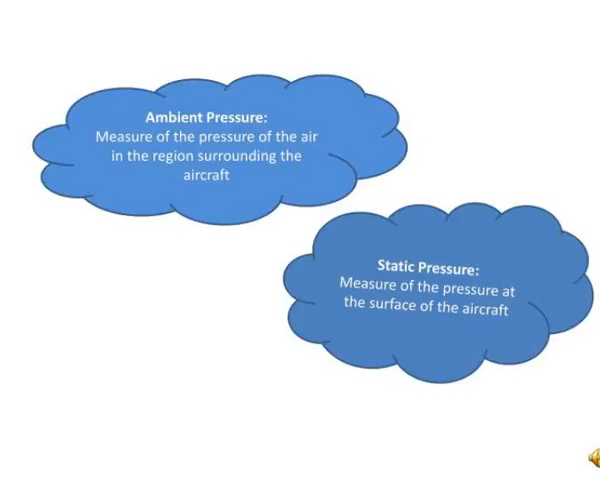 Ambient Pressure:
Measure of the pressure of the air
in the region surrounding the
aircraft
Static Pressure:
Measure of the pressure at
the surface of the aircraft